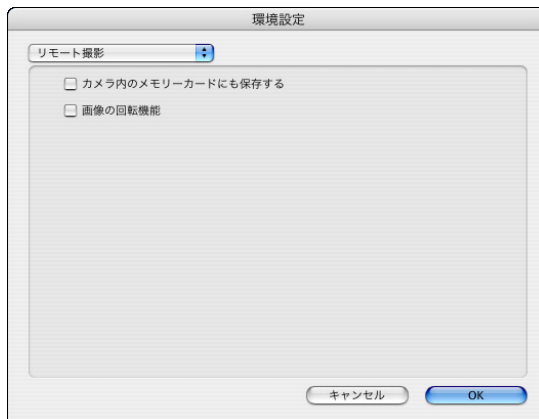 環境設定
リモート撮影
カメラ内のメモリーカードにも保存する
画像の回転機能
キャンセル
OK